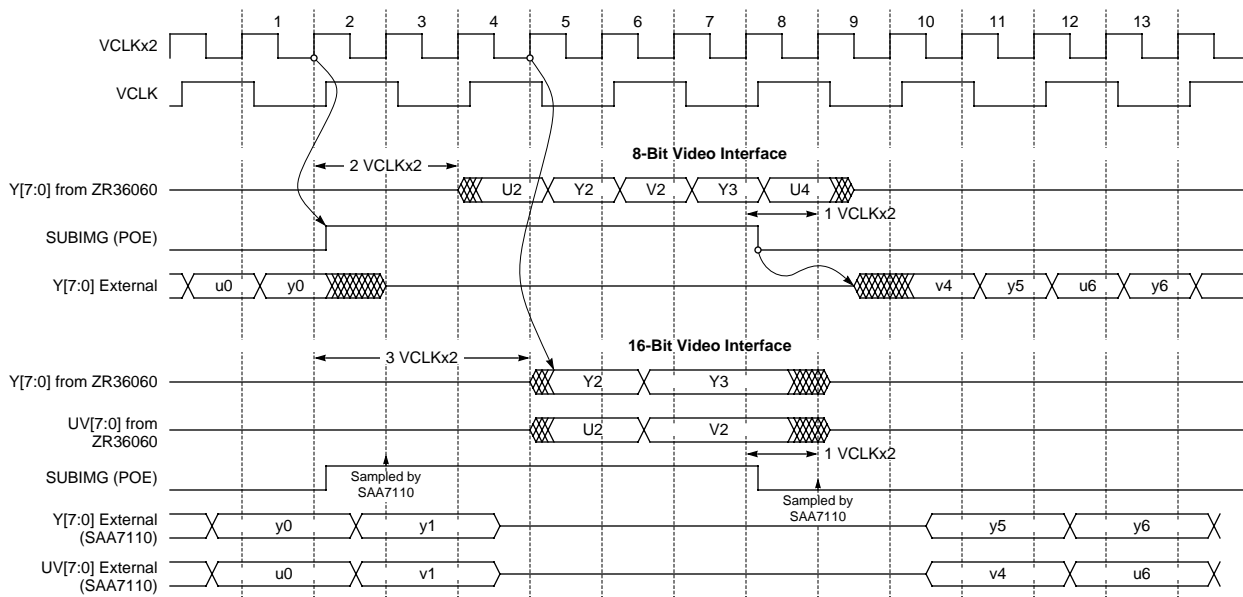 1 2 3 4 5 6 7 8 9 10 11 12 13
VCLKx2
VCLK
8-Bit Video Interface
2 VCLKx2
Y[7:0] from ZR36060
U2 Y2 V2 Y3 U4
1 VCLKx2
SUBIMG (POE)
Y[7:0] External
u0 y0 v4 y5 u6 y6
16-Bit Video Interface
3 VCLKx2
Y[7:0] from ZR36060
Y2 Y3
UV[7:0] from
ZR36060
U2 V2
1 VCLKx2
SUBIMG (POE)
Sampled by
SAA7110
Sampled by
SAA7110
Y[7:0] External
(SAA7110)
y0 y1 y5 y6
UV[7:0] External
(SAA7110)
u0 v1 v4 u6